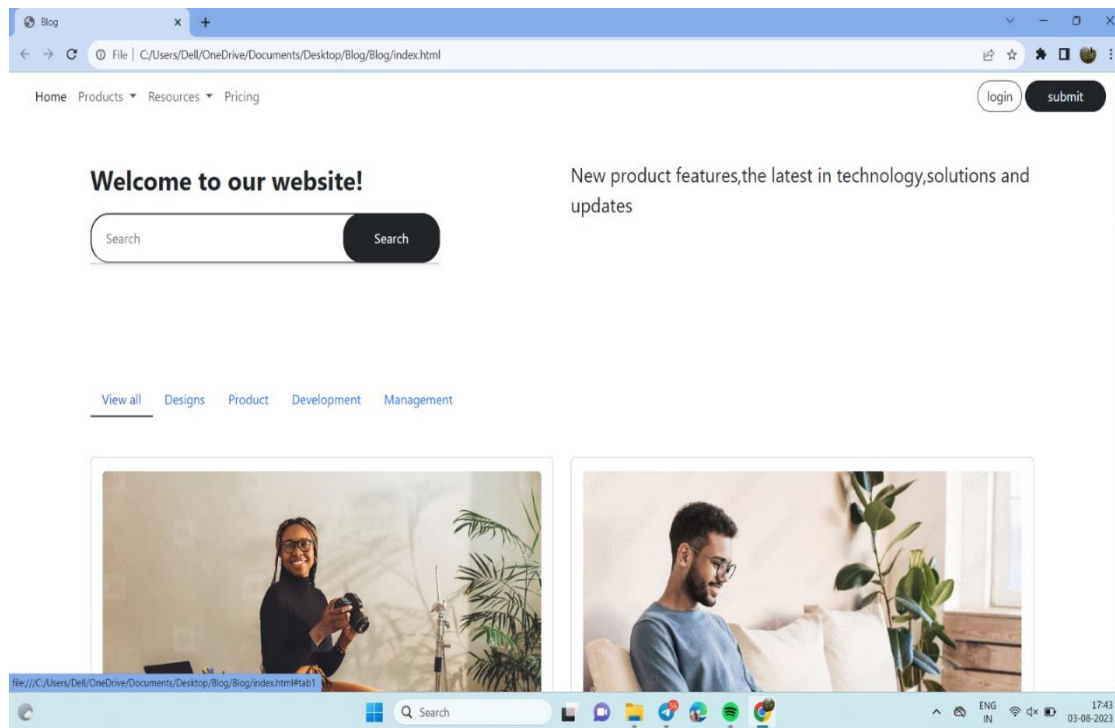 Blog
File C:/Users/Dell/OneDrive/Documents/Desktop/Blog/Blog/index.html
Home Products Resources Pricing login submit
Welcome to our website!
New product features,the latest in technology,solutions and
updates
Search Search
View all Designs Product Development Management
file:///C:/Users/Dell/OneDrive/Documents/Desktop/Blog/Blog/index.html#tab1
Search
ENG
IN
17:43
03-08-2023